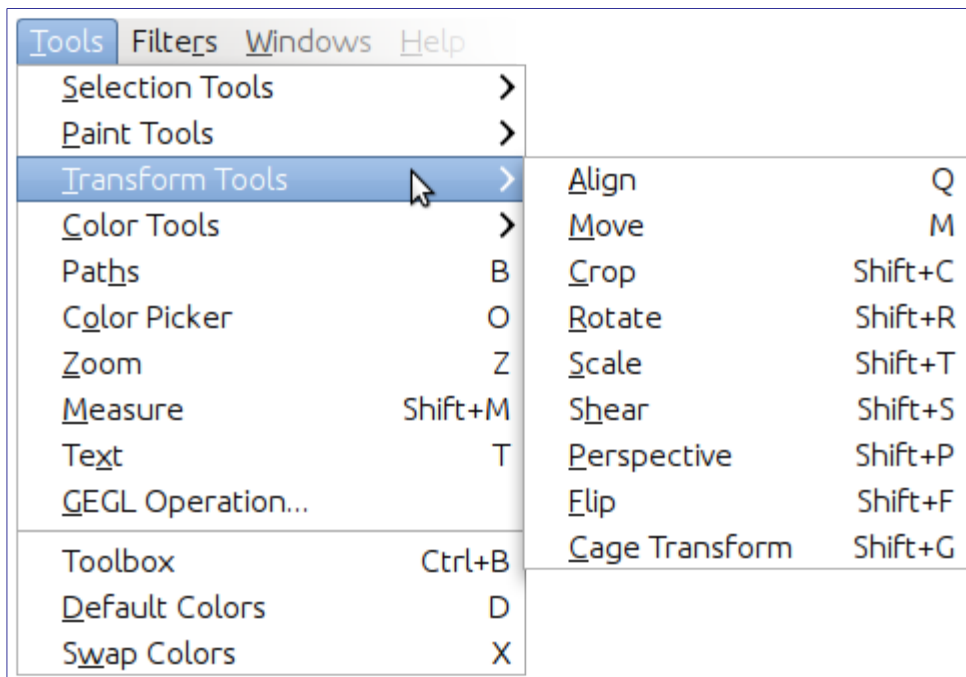 Tools Filters Windows Help
Selection Tools
Paint Tools
Transform Tools
Color Tools
Paths B
Color Picker O
Zoom Z
Measure Shift+M
Text T
GEGL Operation...
Toolbox Ctrl+B
Default Colors D
Swap Colors X
Align Q
Move M
Crop Shift+C
Rotate Shift+R
Scale Shift+T
Shear Shift+S
Perspective Shift+P
Flip Shift+F
Cage Transform Shift+G